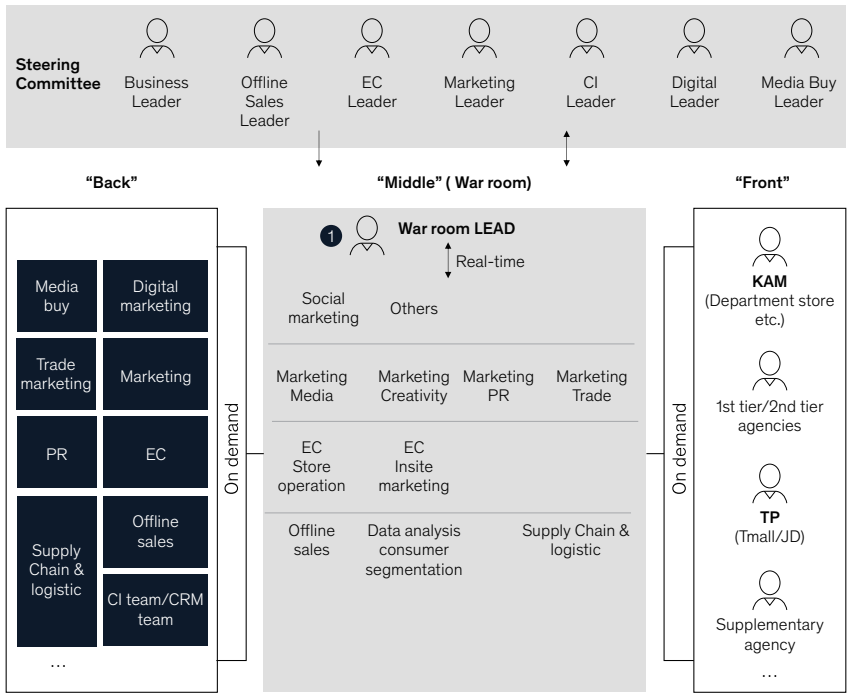 Steering
Committee
Business
Leader
Offline
Sales
Leader
EC
Leader
Marketing
Leader
CI
Leader
Digital
Leader
Media Buy
Leader
“Back”
“Middle” ( War room)
“Front”
Media
buy
Digital
marketing
Trade
marketing
Marketing
PR
EC
Supply
Chain &
logistic
Offline
sales
CI team/CRM
team
...
On demand
1
War room LEAD
Real-time
Social
marketing
Others
Marketing
Media
Marketing
Creativity
Marketing
PR
Marketing
Trade
EC
Store
operation
EC
Insite
marketing
Offline
sales
Data analysis
consumer
segmentation
Supply Chain &
logistic
On demand
KAM
(Department store
etc.)
1st tier/2nd tier
agencies
TP
(Tmall/JD)
Supplementary
agency
...